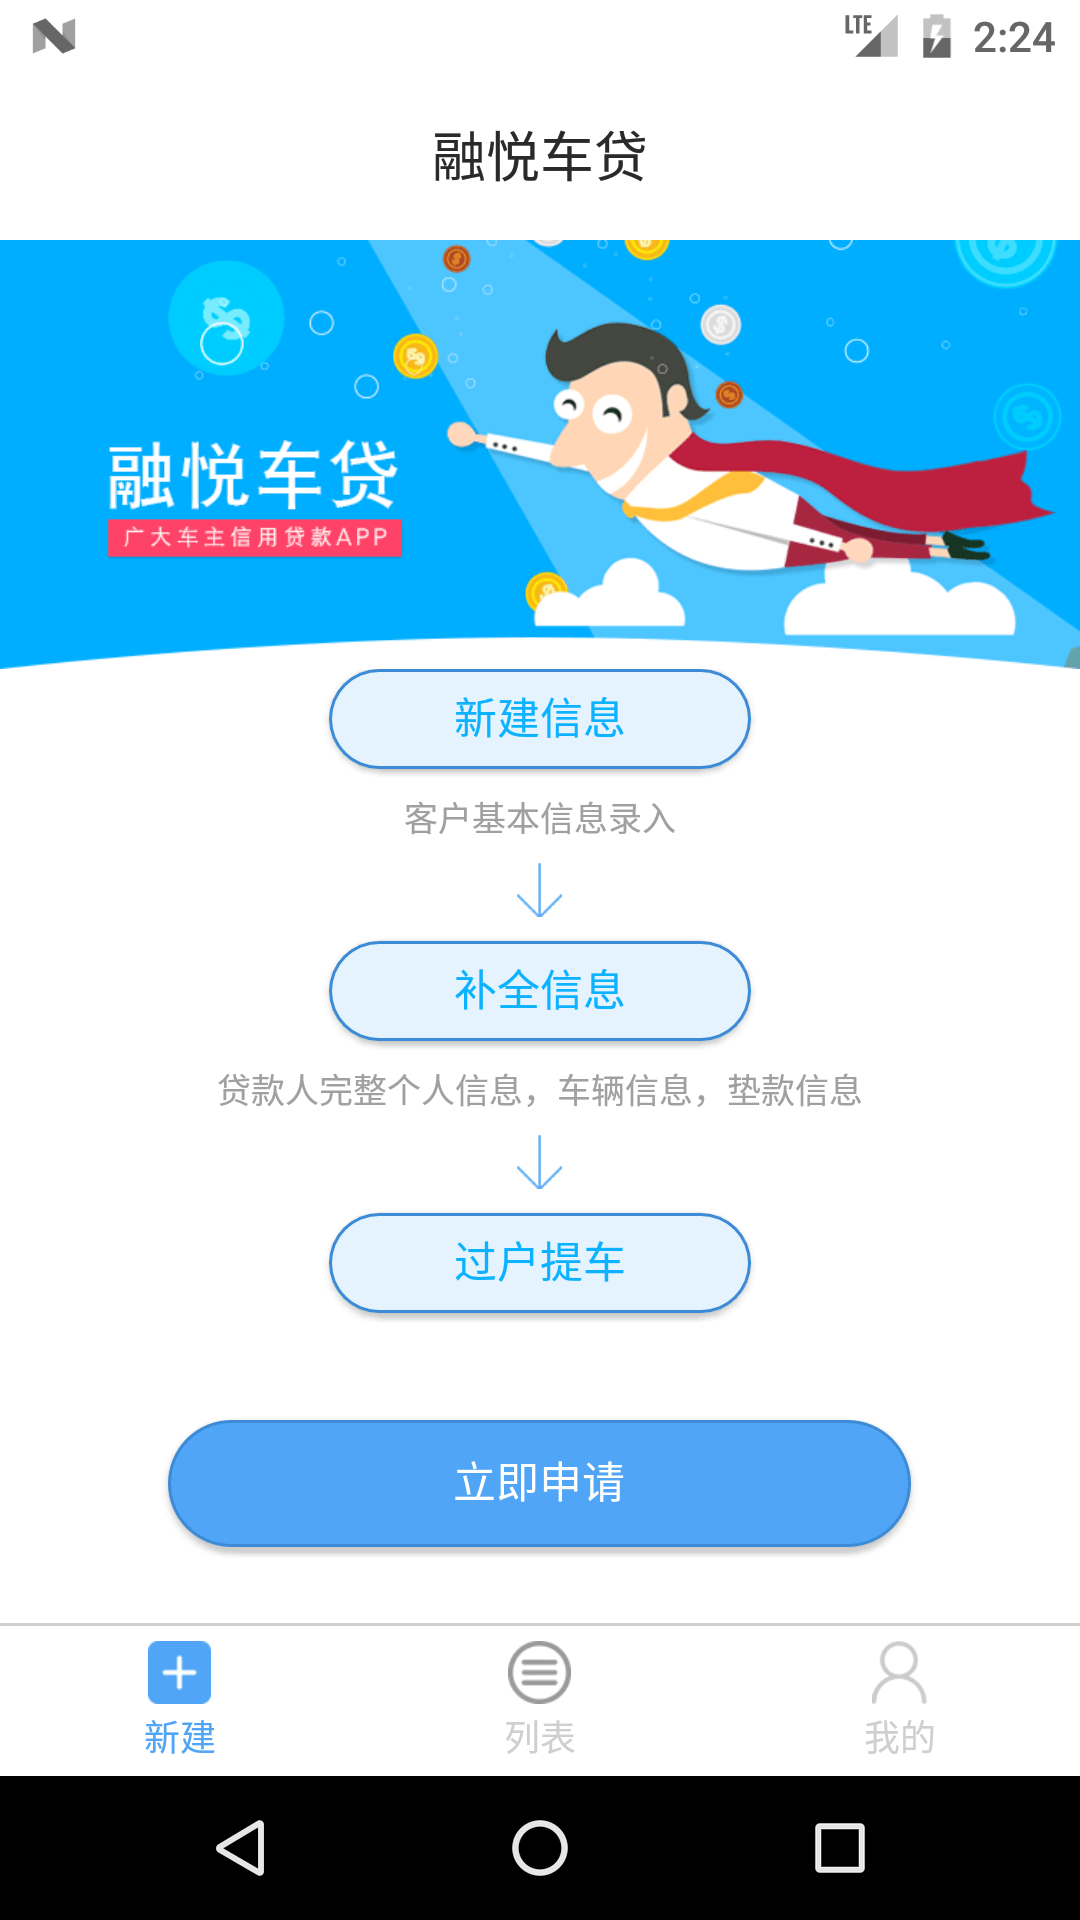 LTE 2:24
融悦车贷
融悦车贷
广大车主信用贷款APP
新建信息
客户基本信息录入
补全信息
贷款人完整个人信息，车辆信息，垫款信息
过户提车
立即申请
新建 列表 我的